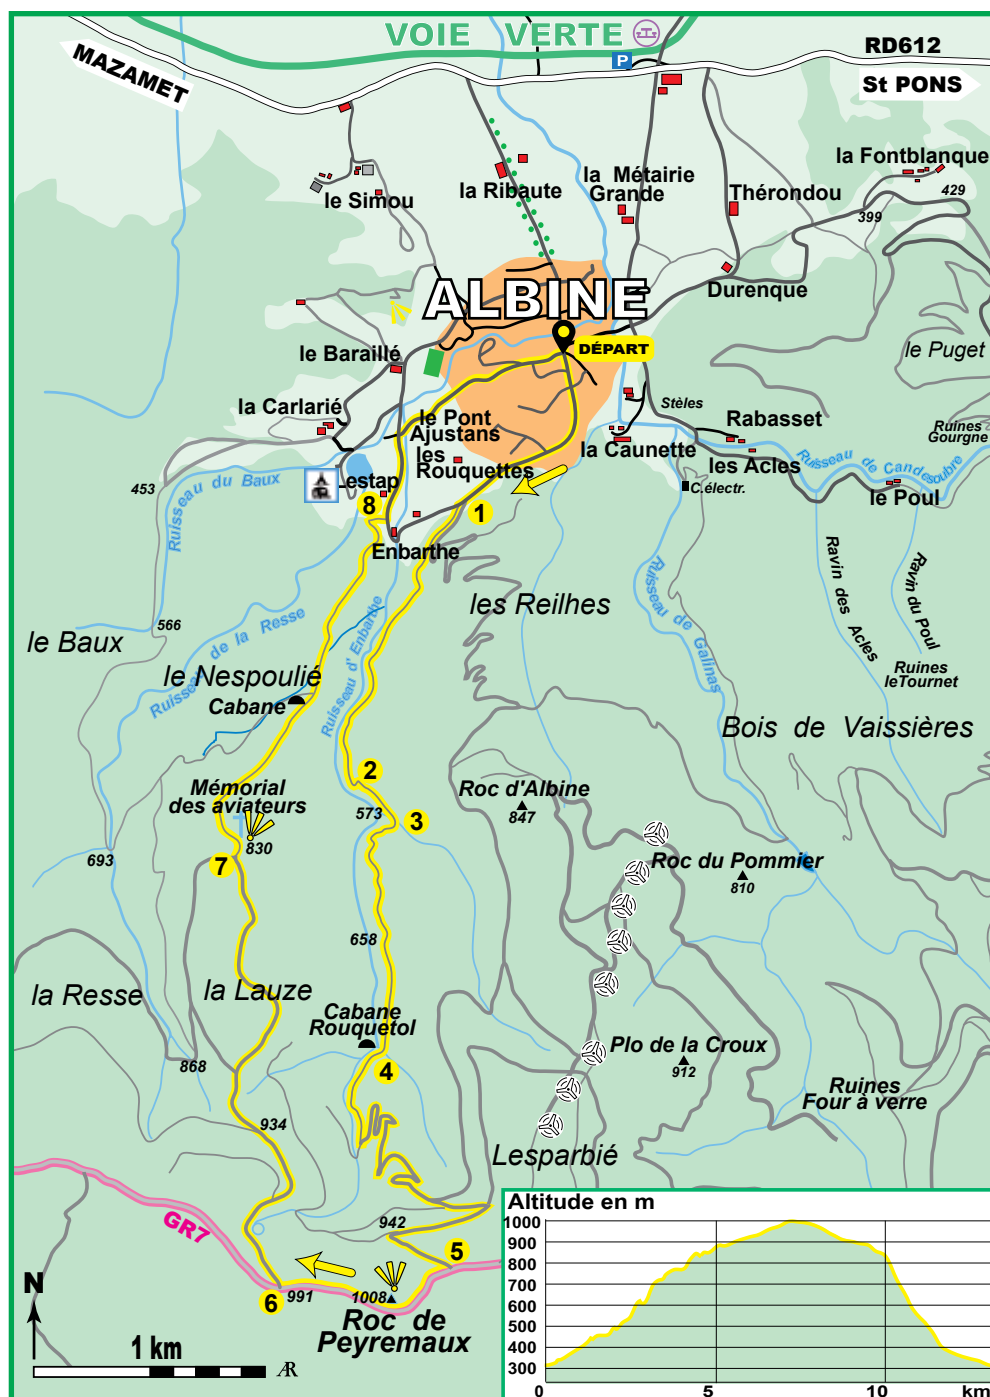 VOIE VERTE
P
RD612
MAZAMET
St PONS
la Fontblanque
la Métairie
Grande
la Ribaute
Thérondou
429
le Simou
399
ALBINE
Durenque
DÉPART
le Baraillé
le Puget
la Carlarié
Stèles
le Pont
Ajustans
Rabasset
Ruines
Gourgne
les
Rouquettes
la Caunette
les Acles
Ruisseau de Candesoubre
453
Ruisseau du Baux
estap
C.électr.
le Poul
8
1
Enbarthe
Ravin des Acles
Ravin du Poul
Ruisseau de Galinas
les Reilhes
566
le Baux
Ruisseau de la Resse
Ruisseau d' Enbarthe
le Nespoulié
Ruines
leTournet
Cabane
Bois de Vaissières
2
Mémorial
des aviateurs
Roc d'Albine
573
3
847
830
693
7
Roc du Pommier
810
658
la Resse
la Lauze
Cabane
Rouquetol
Plo de la Croux
868
4
912
Ruines
Four à verre
934
Lesparbié
GR7
942
5
6
991
1008
Roc de
Peyremaux
N
1 km
AR
Altitude en m
1000
900
800
700
600
500
400
300
0
5
10
km